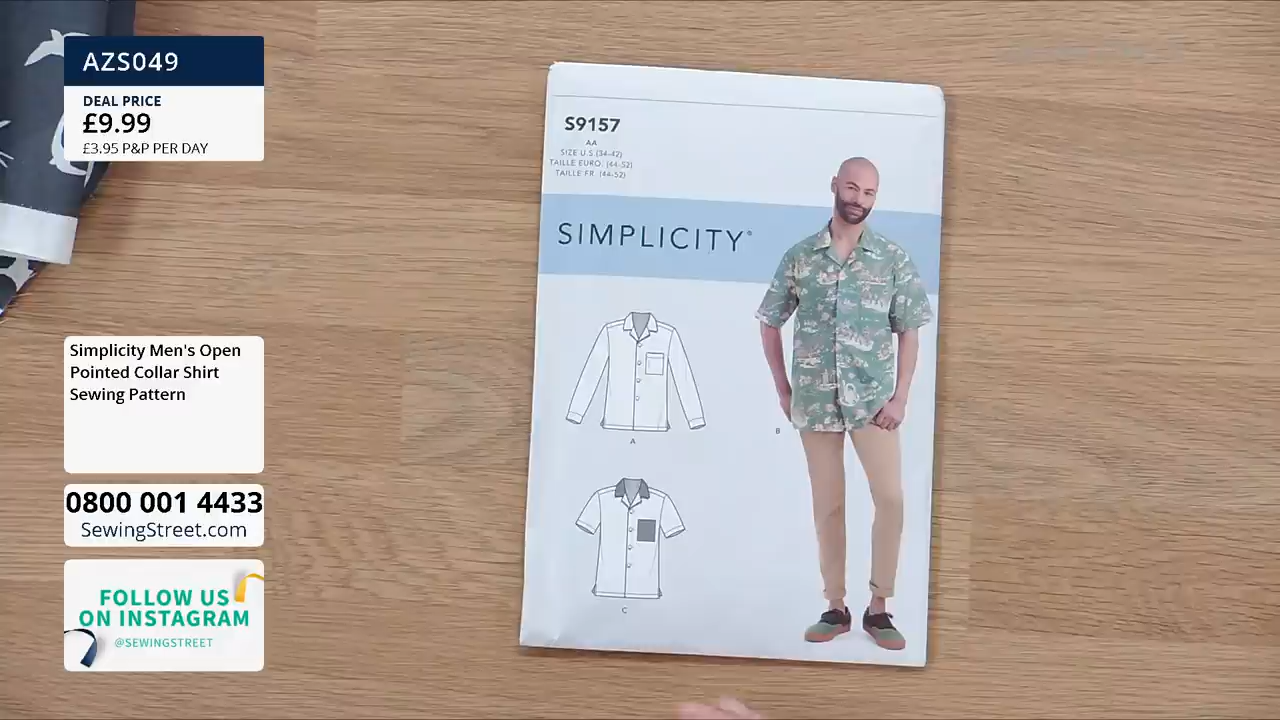 AZS049
DEAL PRICE
£9.99
£3.95 P&P PER DAY
Simplicity Men's Open
Pointed Collar Shirt
Sewing Pattern
0800 001 4433
SewingStreet.com
FOLLOW US
ON INSTAGRAM
@SEWINGSTREET
S9157
AA
SIZE U.S.(34-42)
TAILLE EURO. (44-52)
TAILLE FR. (44-52)
SIMPLICITY®
A
B
C